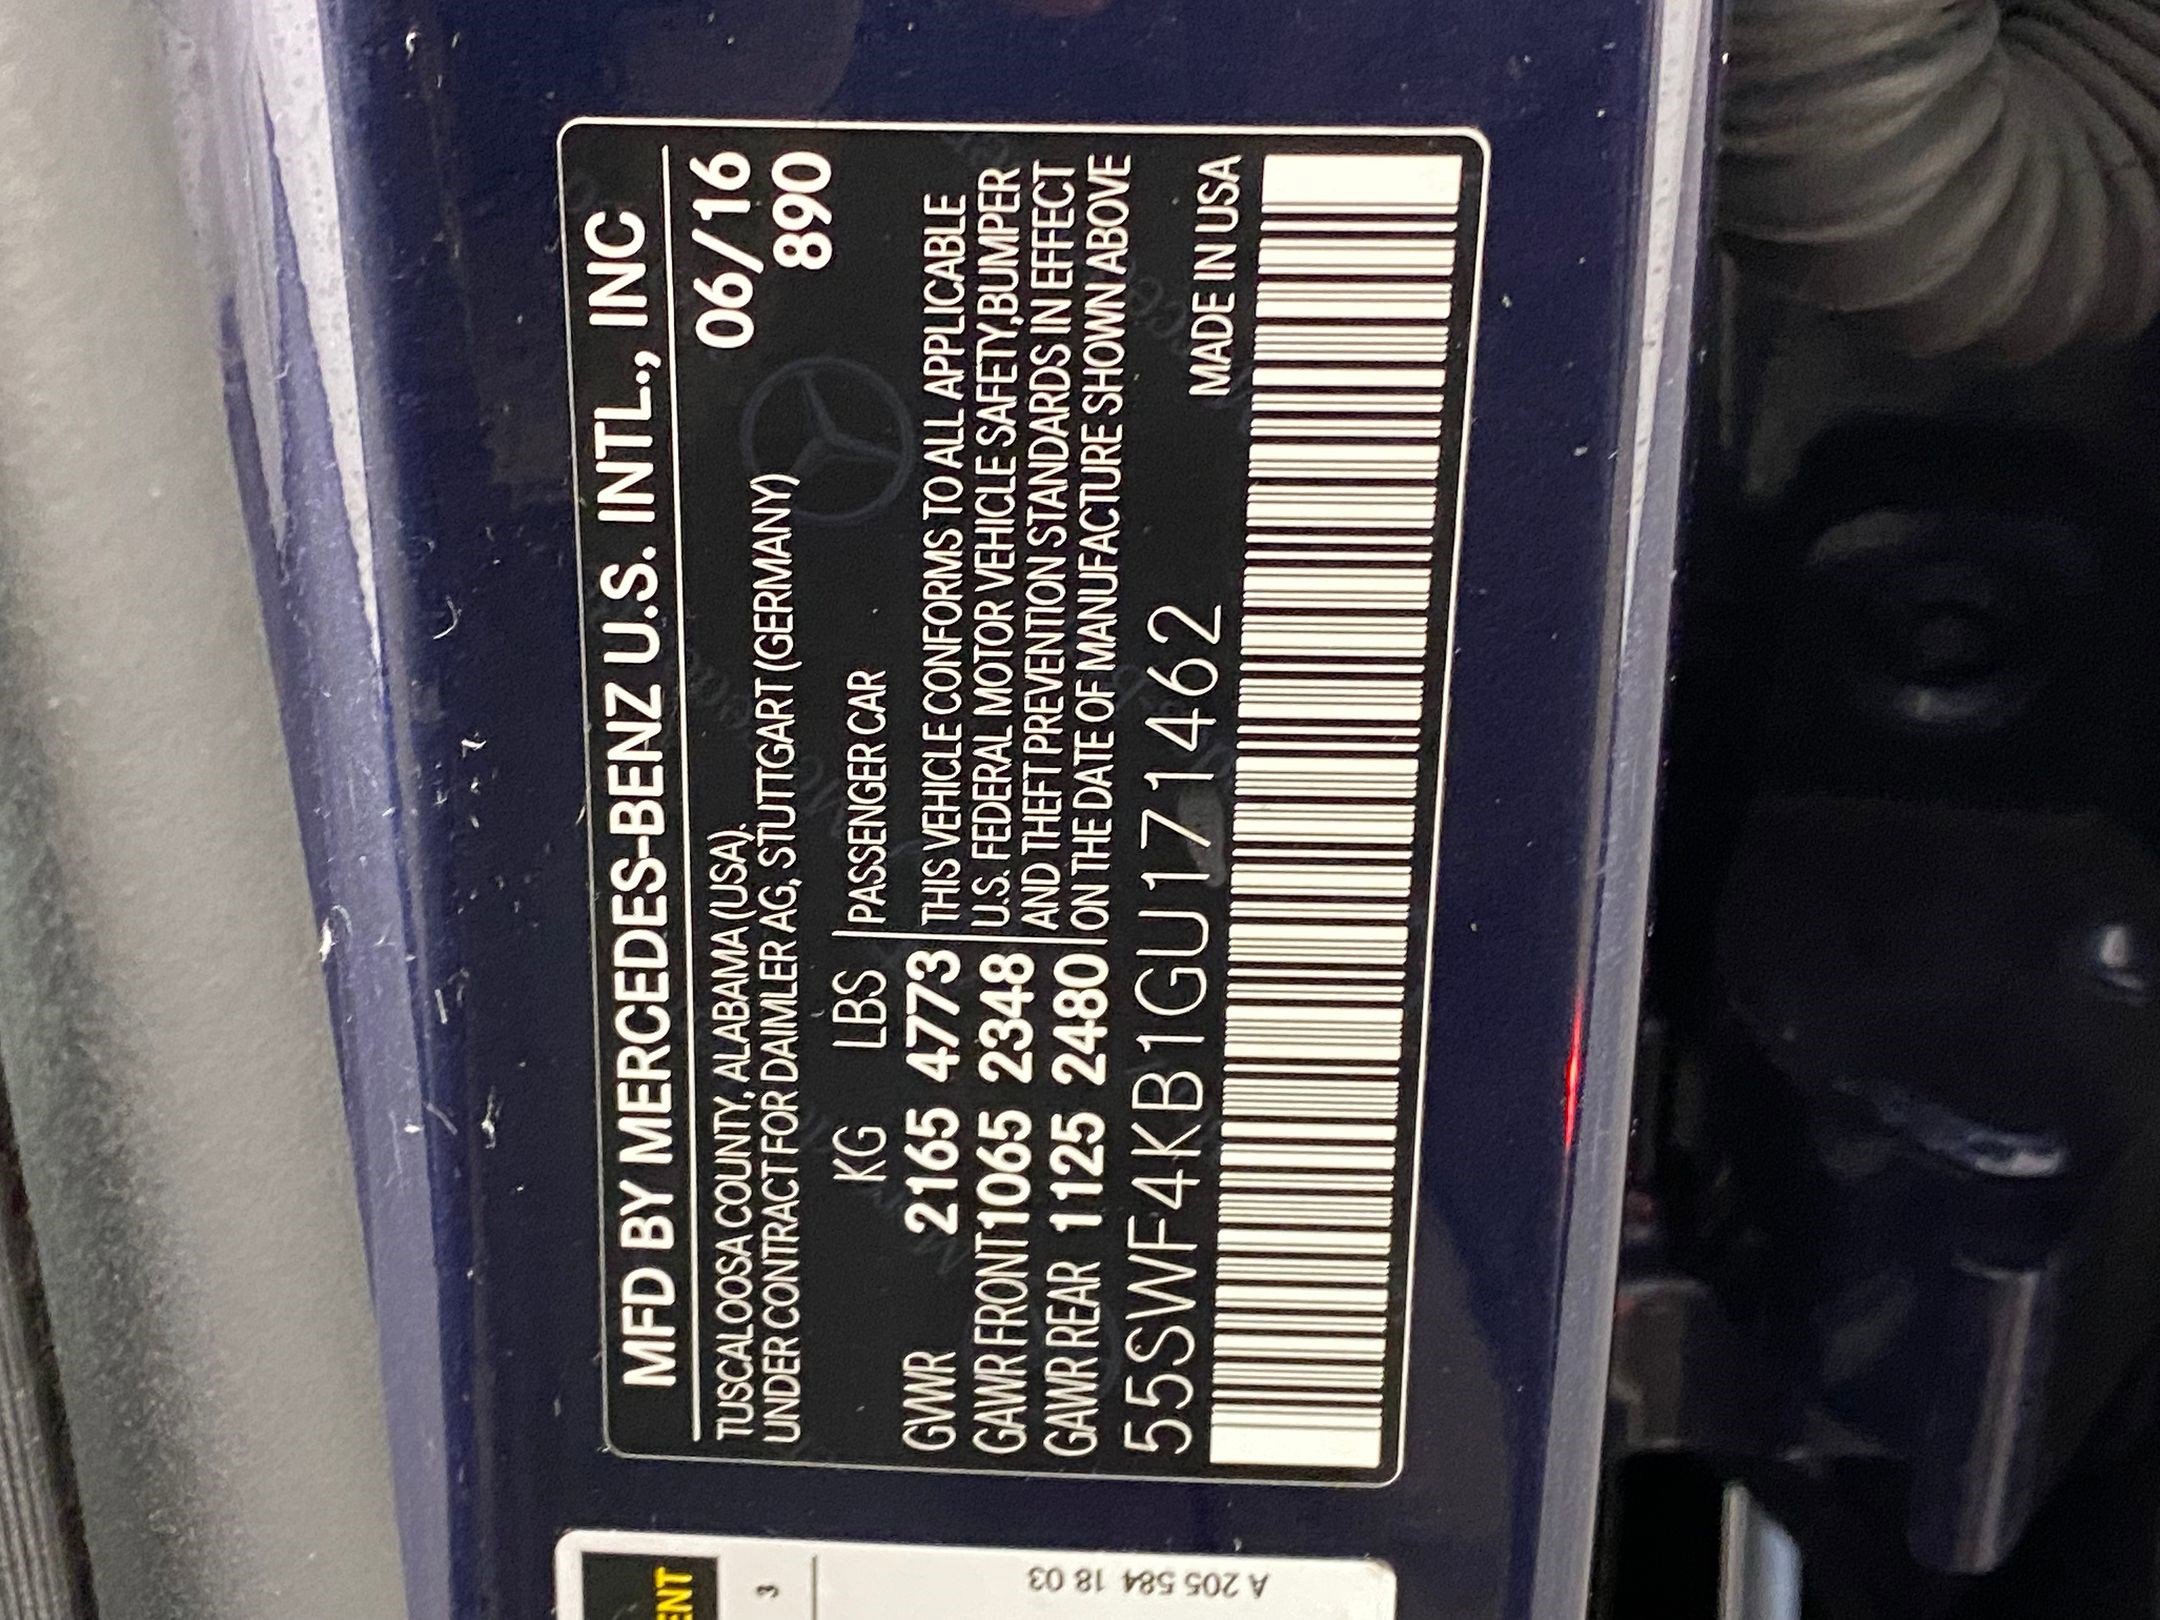 MFD BY MERCEDES-BENZ U.S. INTL., INC
06/16
890
TUSCALOOSA COUNTY, ALABAMA (USA).
UNDER CONTRACT FOR DAIMLER AG, STUTTGART (GERMANY)
KG LBS PASSENGER CAR
GWR 2165 4773 THIS VEHICLE CONFORMS TO ALL APPLICABLE
GAWR FRONT 1065 2348 U.S. FEDERAL MOTOR VEHICLE SAFETY,BUMPER
GAWR REAR 1125 2480 AND THEFT PREVENTION STANDARDS IN EFFECT
ON THE DATE OF MANUFACTURE SHOWN ABOVE
55SWF4KB1GU171462
MADE IN USA
ENT
3
A 205 584 18 03